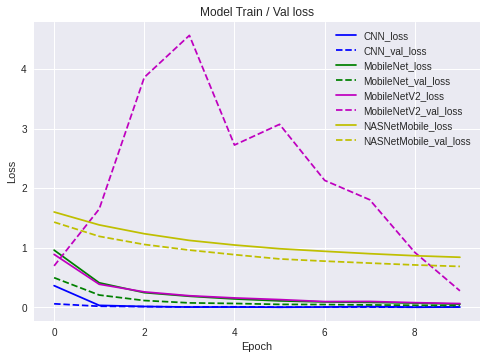 Model Train / Val loss
CNN_loss
CNN_val_loss
MobileNet_loss
MobileNet_val_loss
MobileNetV2_loss
MobileNetV2_val_loss
NASNetMobile_loss
NASNetMobile_val_loss
4
3
2
1
0
Loss
0 2 4 6 8
Epoch